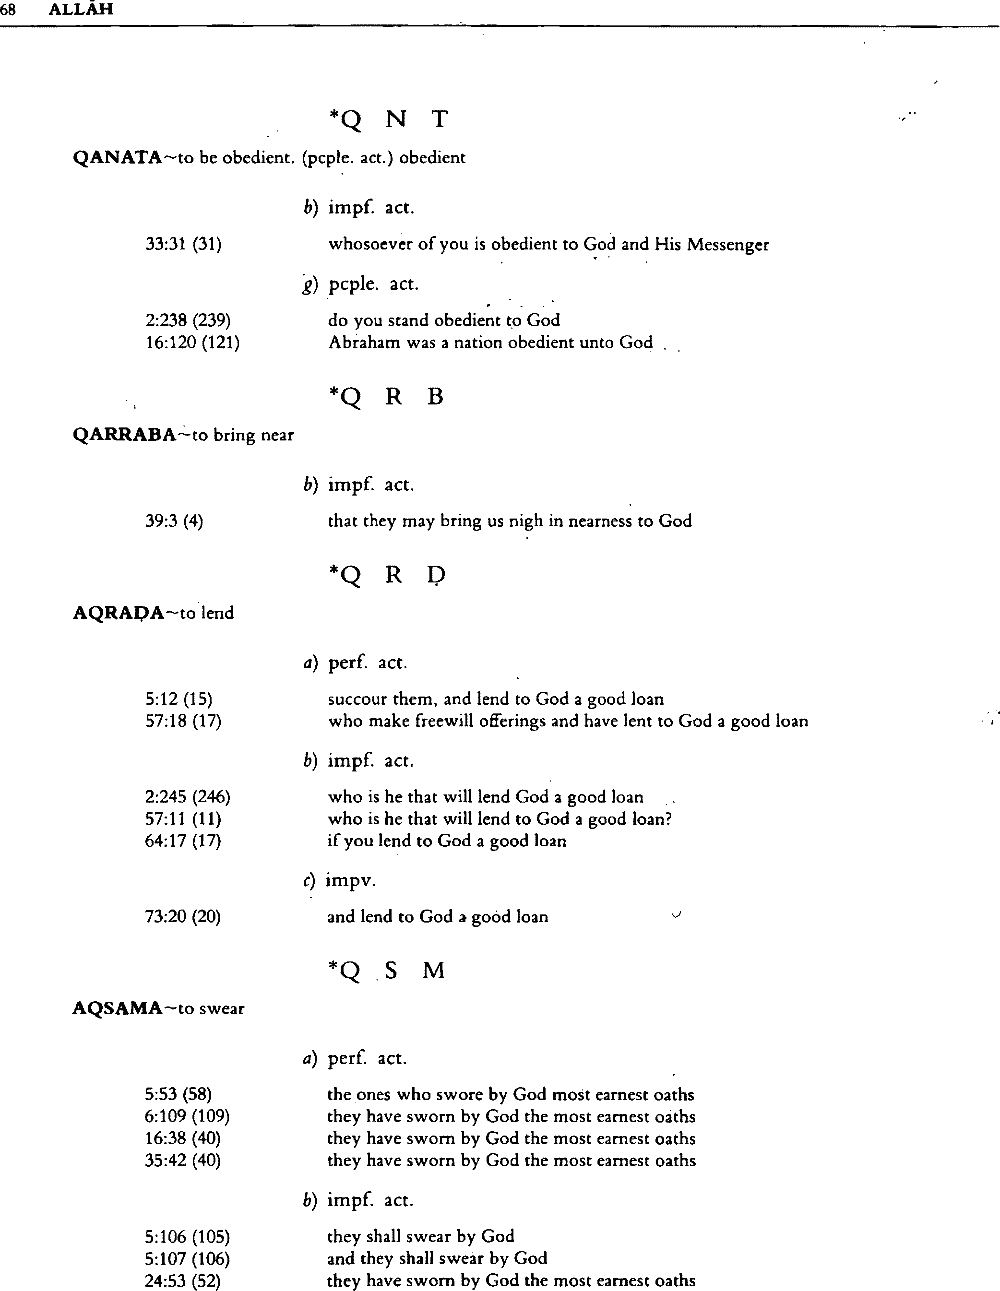 68 ALLĀH
*Q N T
QANATA~to be obedient. (pcple. act.) obedient
b) impf. act.
33:31 (31) whosoever of you is obedient to God and His Messenger
g) pcple. act.
2:238 (239) do you stand obedient to God
16:120 (121) Abraham was a nation obedient unto God
*Q R B
QARRABA~to bring near
b) impf. act.
39:3 (4) that they may bring us nigh in nearness to God
*Q R Ḍ
AQRAḌA~to lend
a) perf. act.
5:12 (15) succour them, and lend to God a good loan
57:18 (17) who make freewill offerings and have lent to God a good loan
b) impf. act.
2:245 (246) who is he that will lend God a good loan
57:11 (11) who is he that will lend to God a good loan?
64:17 (17) if you lend to God a good loan
c) impv.
73:20 (20) and lend to God a good loan
*Q S M
AQSAMA~to swear
a) perf. act.
5:53 (58) the ones who swore by God most earnest oaths
6:109 (109) they have sworn by God the most earnest oaths
16:38 (40) they have sworn by God the most earnest oaths
35:42 (40) they have sworn by God the most earnest oaths
b) impf. act.
5:106 (105) they shall swear by God
5:107 (106) and they shall swear by God
24:53 (52) they have sworn by God the most earnest oaths